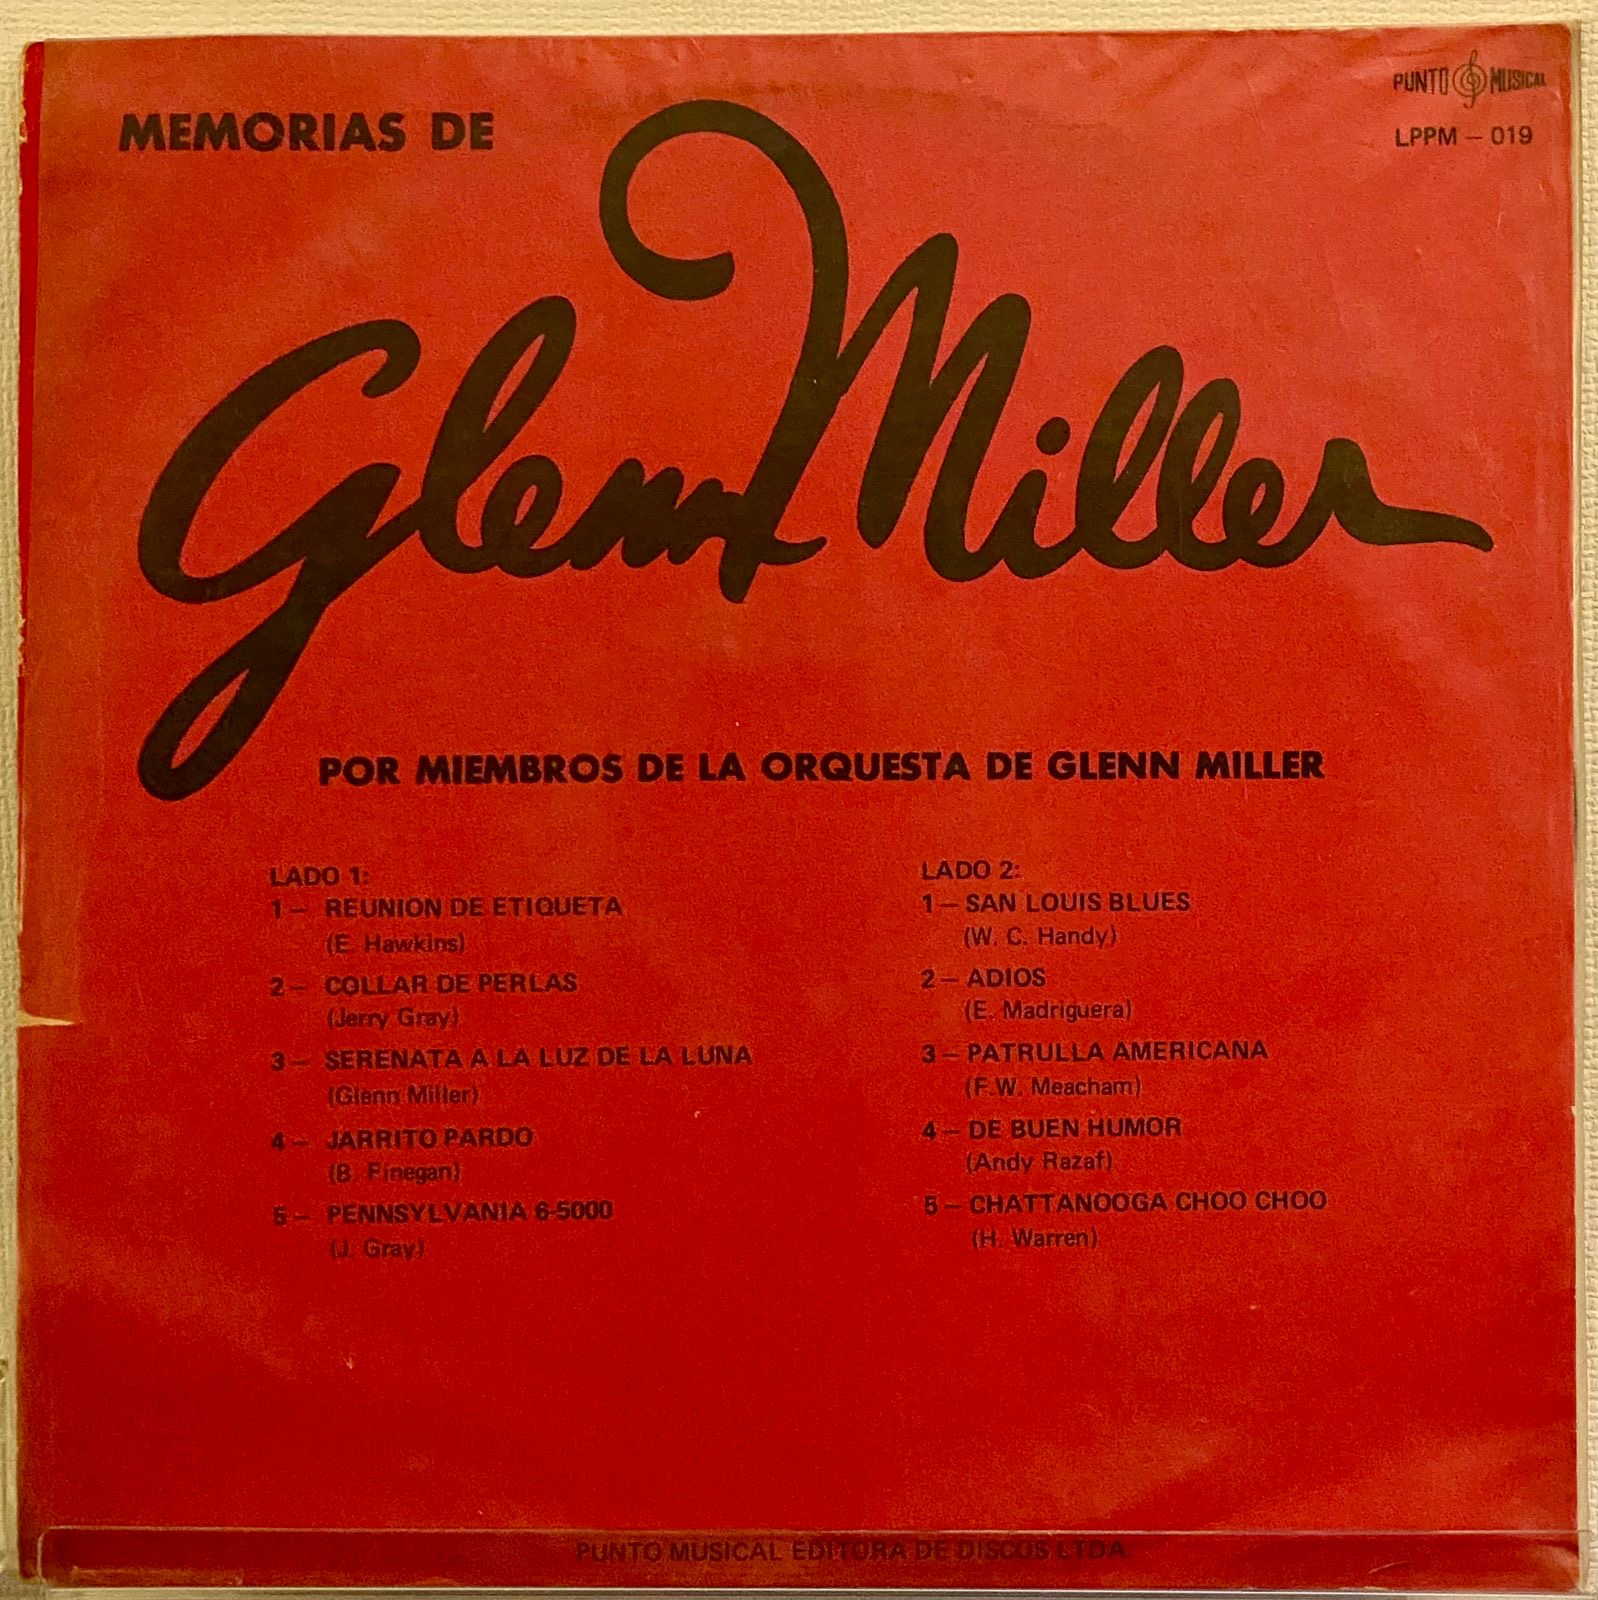 PUNTO MUSICAL
LPPM – 019
MEMORIAS DE
Glenn Miller
POR MIEMBROS DE LA ORQUESTA DE GLENN MILLER
LADO 1:
1 – REUNION DE ETIQUETA
(E. Hawkins)
2 – COLLAR DE PERLAS
(Jerry Gray)
3 – SERENATA A LA LUZ DE LA LUNA
(Glenn Miller)
4 – JARRITO PARDO
(B. Finegan)
5 – PENNSYLVANIA 6-5000
(J. Gray)
LADO 2:
1 – SAN LOUIS BLUES
(W. C. Handy)
2 – ADIOS
(E. Madriguera)
3 – PATRULLA AMERICANA
(F.W. Meacham)
4 – DE BUEN HUMOR
(Andy Razaf)
5 – CHATTANOOGA CHOO CHOO
(H. Warren)
PUNTO MUSICAL EDITORA DE DISCOS LTDA